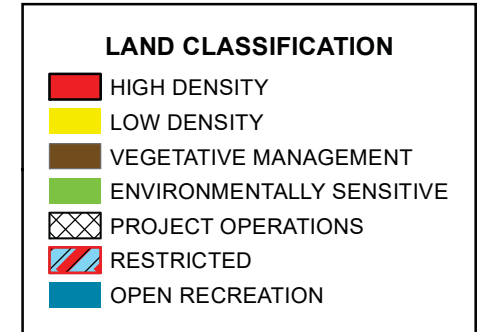 LAND CLASSIFICATION
HIGH DENSITY
LOW DENSITY
VEGETATIVE MANAGEMENT
ENVIRONMENTALLY SENSITIVE
PROJECT OPERATIONS
RESTRICTED
OPEN RECREATION